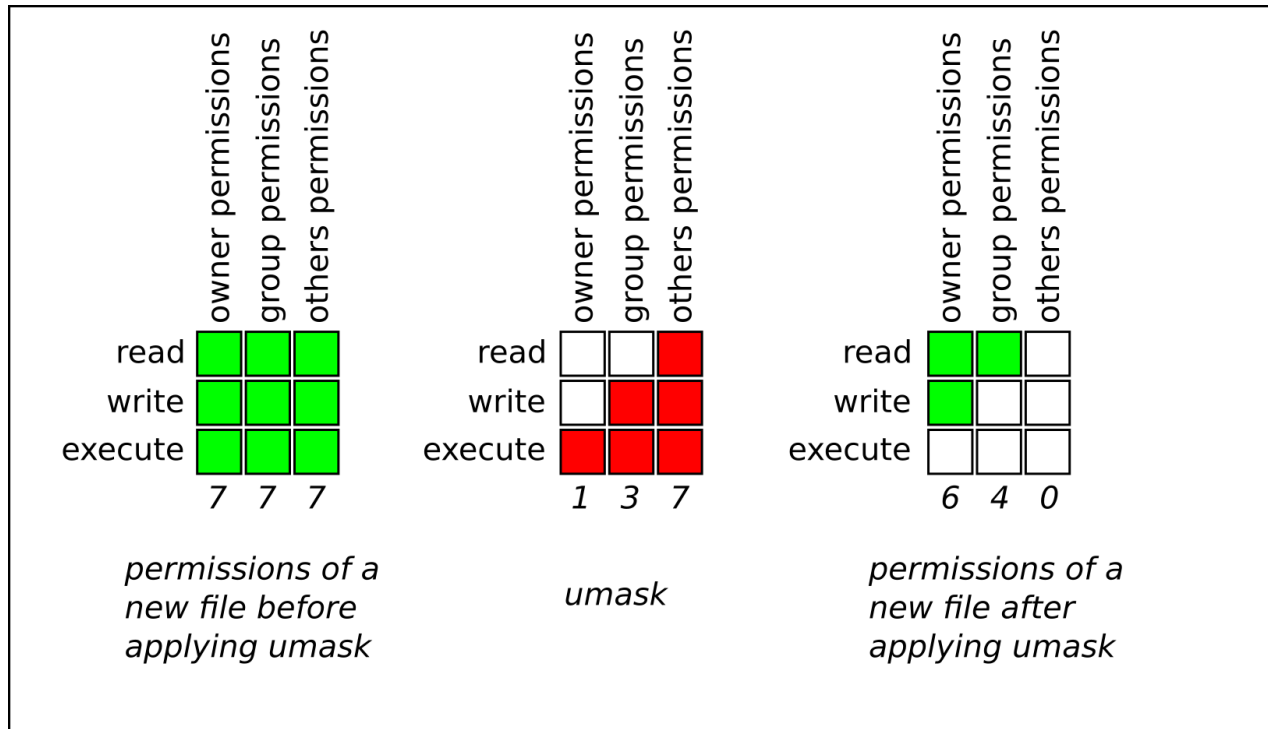 owner permissions
group permissions
others permissions
read
write
execute
7 7 7
permissions of a
new file before
applying umask
owner permissions
group permissions
others permissions
read
write
execute
1 3 7
umask
owner permissions
group permissions
others permissions
read
write
execute
6 4 0
permissions of a
new file after
applying umask